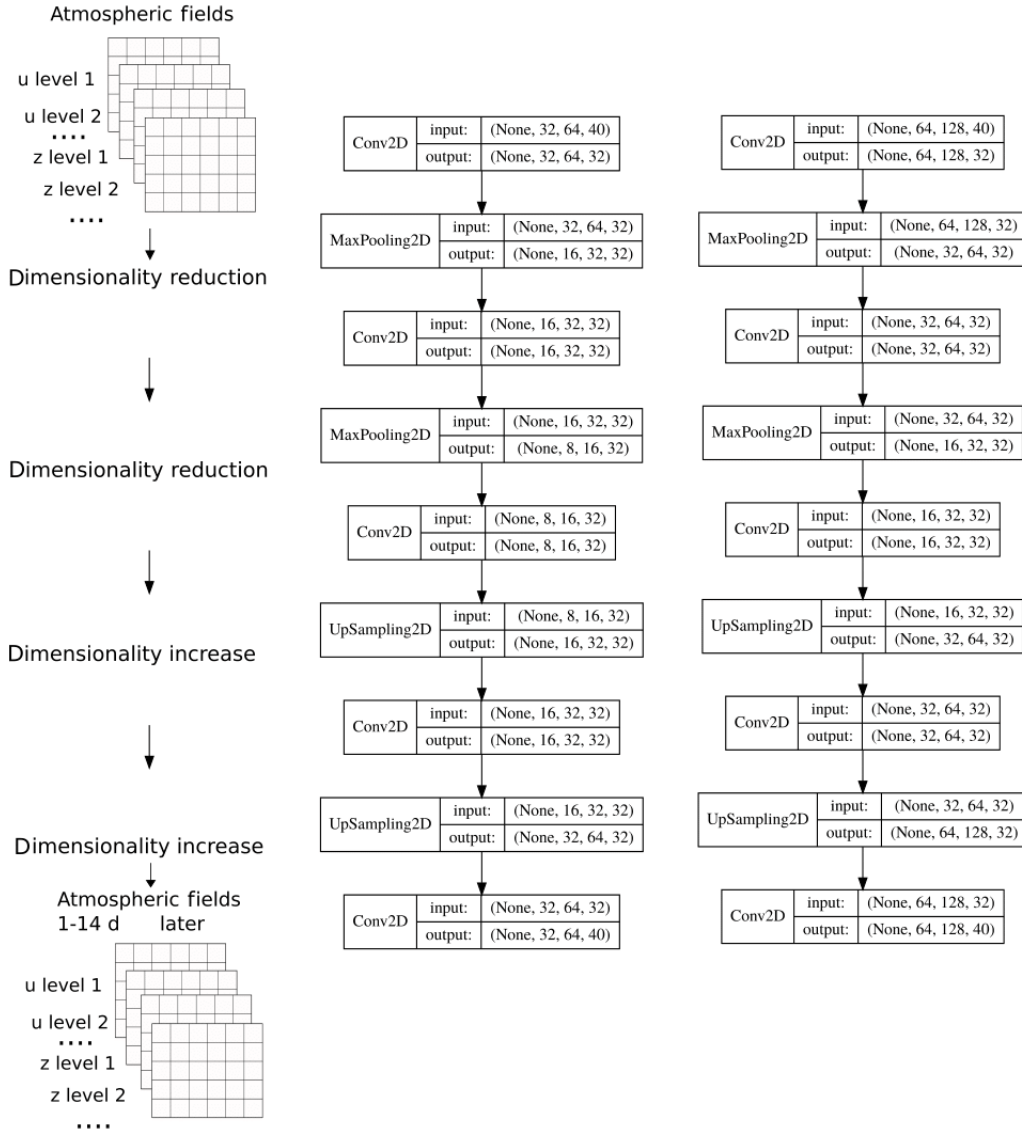 Atmospheric fields
u level 1
u level 2
....
z level 1
z level 2
....
Dimensionality reduction
Dimensionality reduction
Dimensionality increase
Dimensionality increase
Atmospheric fields
1-14 d later
u level 1
u level 2
....
z level 1
z level 2
....
Conv2D input: (None, 32, 64, 40)
output: (None, 32, 64, 32)
MaxPooling2D input: (None, 32, 64, 32)
output: (None, 16, 32, 32)
Conv2D input: (None, 16, 32, 32)
output: (None, 16, 32, 32)
MaxPooling2D input: (None, 16, 32, 32)
output: (None, 8, 16, 32)
Conv2D input: (None, 8, 16, 32)
output: (None, 8, 16, 32)
UpSampling2D input: (None, 8, 16, 32)
output: (None, 16, 32, 32)
Conv2D input: (None, 16, 32, 32)
output: (None, 16, 32, 32)
UpSampling2D input: (None, 16, 32, 32)
output: (None, 32, 64, 32)
Conv2D input: (None, 32, 64, 32)
output: (None, 32, 64, 40)
Conv2D input: (None, 64, 128, 40)
output: (None, 64, 128, 32)
MaxPooling2D input: (None, 64, 128, 32)
output: (None, 32, 64, 32)
Conv2D input: (None, 32, 64, 32)
output: (None, 32, 64, 32)
MaxPooling2D input: (None, 32, 64, 32)
output: (None, 16, 32, 32)
Conv2D input: (None, 16, 32, 32)
output: (None, 16, 32, 32)
UpSampling2D input: (None, 16, 32, 32)
output: (None, 32, 64, 32)
Conv2D input: (None, 32, 64, 32)
output: (None, 32, 64, 32)
UpSampling2D input: (None, 32, 64, 32)
output: (None, 64, 128, 32)
Conv2D input: (None, 64, 128, 32)
output: (None, 64, 128, 40)